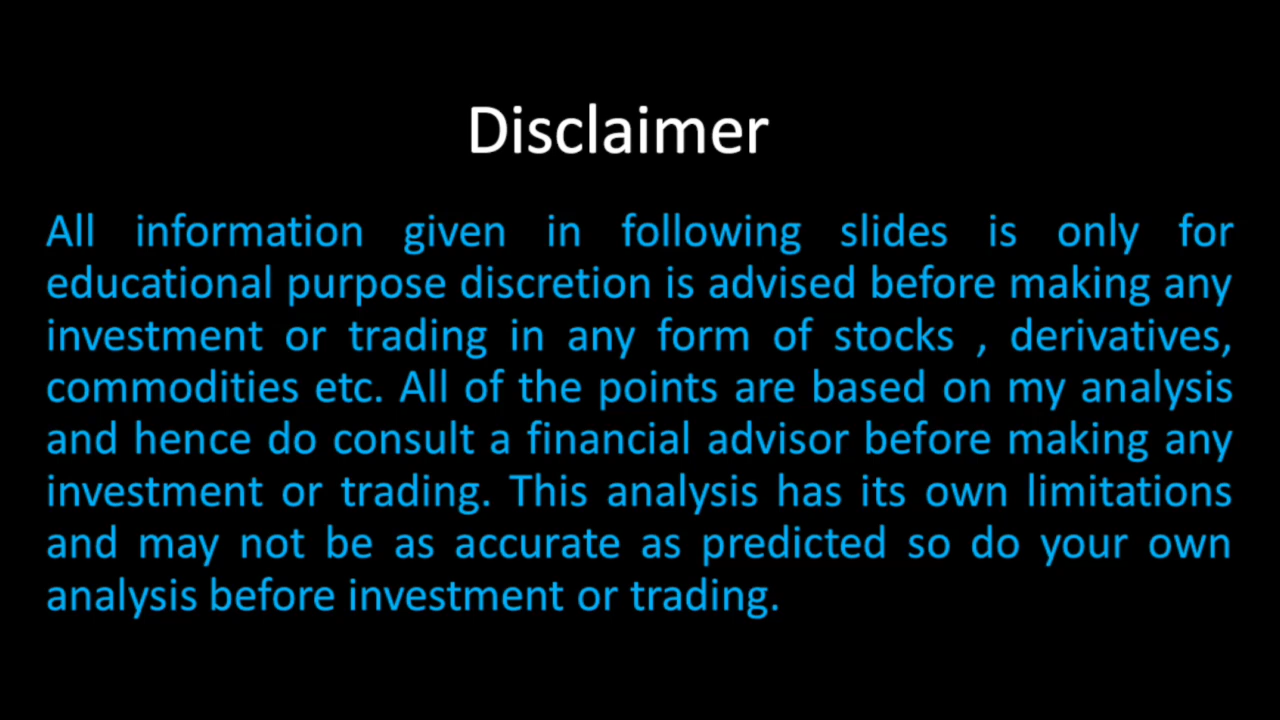 Disclaimer
All information given in following slides is only for
educational purpose discretion is advised before making any
investment or trading in any form of stocks , derivatives,
commodities etc. All of the points are based on my analysis
and hence do consult a financial advisor before making any
investment or trading. This analysis has its own limitations
and may not be as accurate as predicted so do your own
analysis before investment or trading.